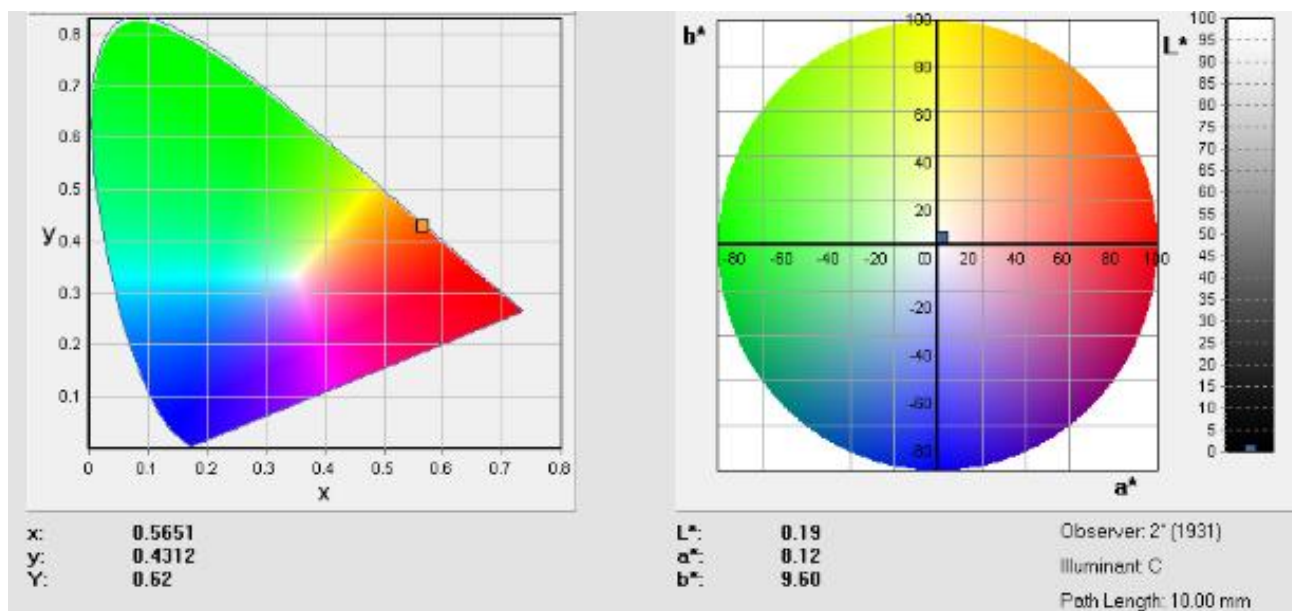 0.8
0.7
0.6
0.5
0.4
0.3
0.2
0.1
y
0 0.1 0.2 0.3 0.4 0.5 0.6 0.7 0.8
x
x: 0.5651
y: 0.4312
Y: 0.62
b*
100
80
60
40
20
-80 -60 -40 -20 00 20 40 60 80 100
-20
-40
-60
-80
a*
L*
100
95
90
85
80
75
70
65
60
55
50
45
40
35
30
25
20
15
10
5
0
L*: 0.19
a*: 8.12
b*: 9.60
Observer: 2° (1931)
Illuminant: C
Path Length: 10.00 mm